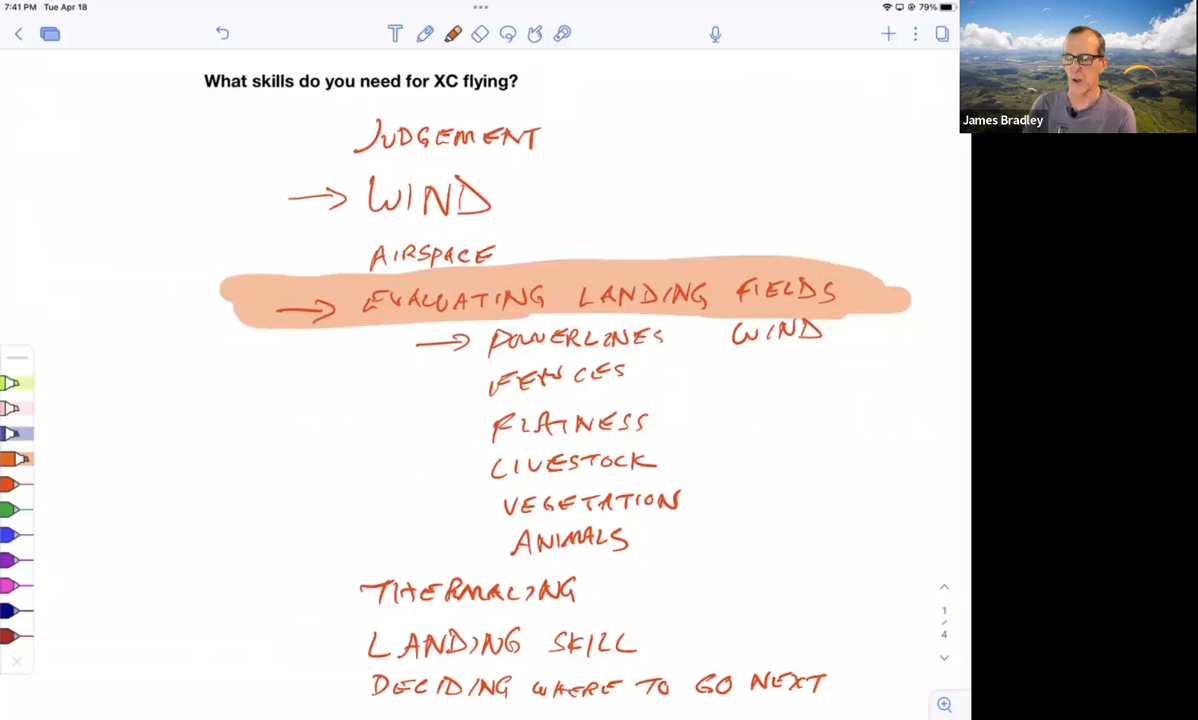 7:41 PM Tue Apr 18
79%
What skills do you need for XC flying?
James Bradley
JUDGEMENT
→ WIND
AIRSPACE
→ EVALUATING LANDING FIELDS
→ POWERLINES WIND
FENCES
FLATNESS
LIVESTOCK
VEGETATION
ANIMALS
THERMALING
LANDING SKILL
DECIDING WHERE TO GO NEXT
1
/
4